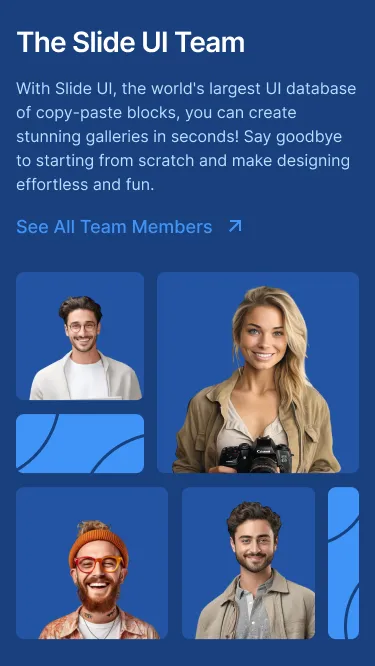 The Slide UI Team
With Slide UI, the world's largest UI database
of copy-paste blocks, you can create
stunning galleries in seconds! Say goodbye
to starting from scratch and make designing
effortless and fun.
See All Team Members
Canon